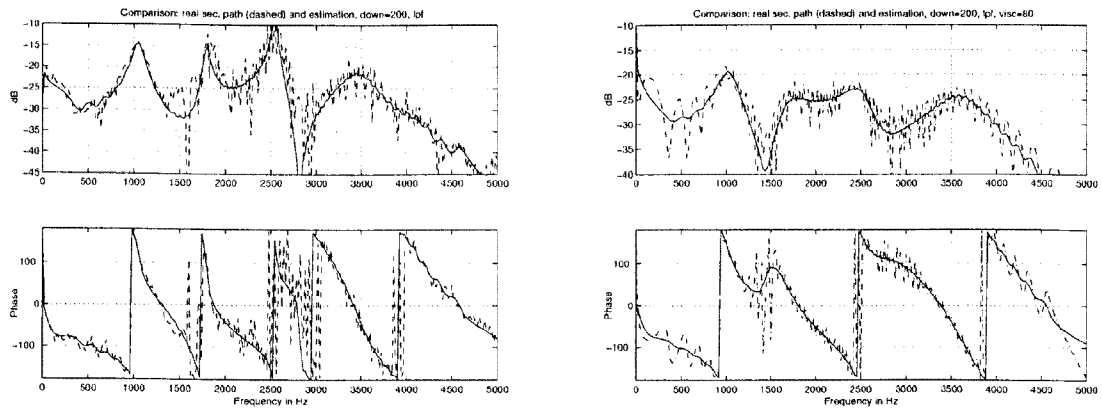 Comparison: real sec, path (dashed) and estimation, down=200, lpf
-10
-15
-20
-25
-30
-35
-40
-45
dB
0 500 1000 1500 2000 2500 3000 3500 4000 4500 5000
100
0
-100
Phase
0 500 1000 1500 2000 2500 3000 3500 4000 4500 5000
Frequency in Hz
Comparison: real sec, path (dashed) and estimation, down=200, lpf, visc=80
-10
-15
-20
-25
-30
-35
-40
dB
0 500 1000 1500 2000 2500 3000 3500 4000 4500 5000
100
0
-100
Phase
0 500 1000 1500 2000 2500 3000 3500 4000 4500 5000
Frequency in Hz